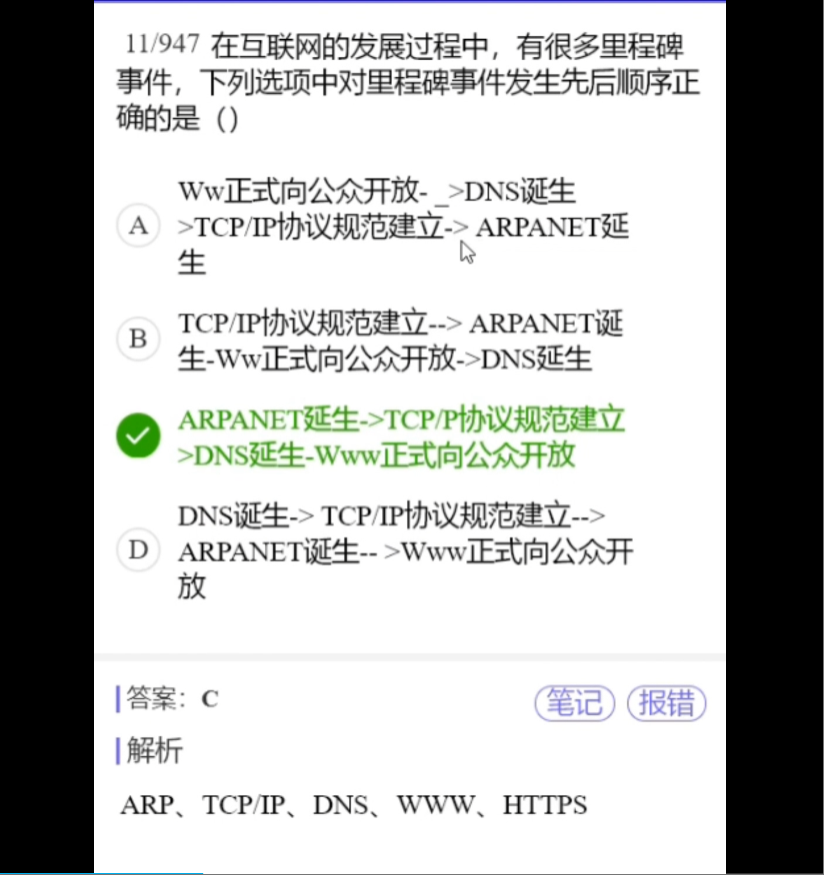 11/947 在互联网的发展过程中，有很多里程碑
事件，下列选项中对里程碑事件发生先后顺序正
确的是（）
Ww正式向公众开放- _>DNS诞生
A >TCP/IP协议规范建立-> ARPANET延
生
TCP/IP协议规范建立--> ARPANET诞
B 生-Ww正式向公众开放->DNS延生
ARPANET延生->TCP/P协议规范建立
>DNS延生-Www正式向公众开放
DNS诞生-> TCP/IP协议规范建立-->
D ARPANET诞生-- >Www正式向公众开
放
答案：C 笔记 报错
解析
ARP、TCP/IP、DNS、WWW、HTTPS